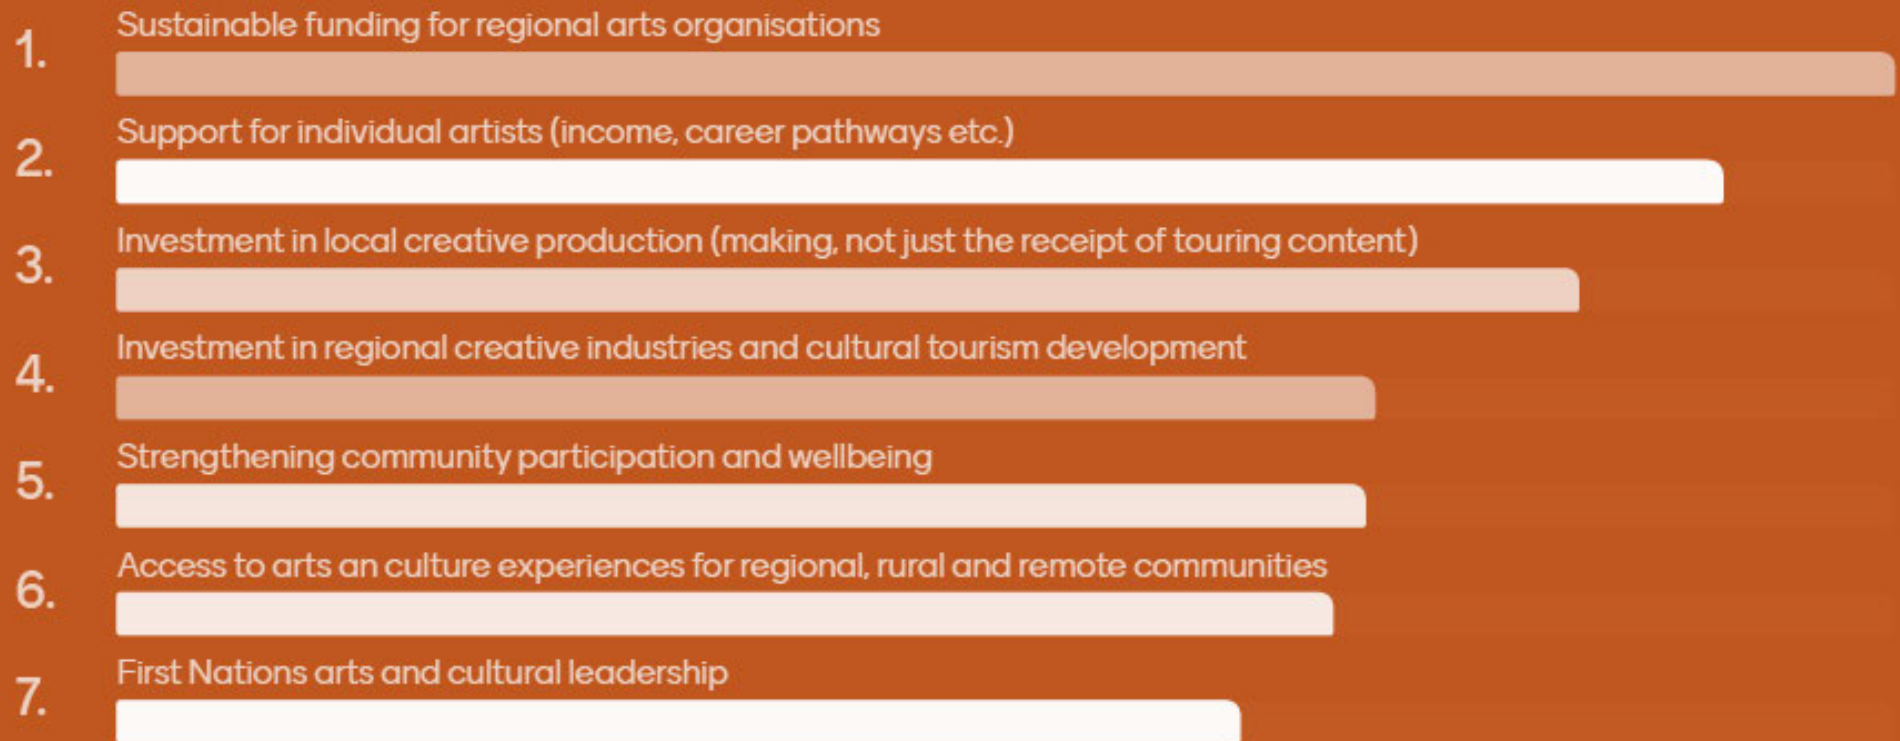 1.
Sustainable funding for regional arts organisations
2.
Support for individual artists (income, career pathways etc.)
3.
Investment in local creative production (making, not just the receipt of touring content)
4.
Investment in regional creative industries and cultural tourism development
5.
Strengthening community participation and wellbeing
6.
Access to arts an culture experiences for regional, rural and remote communities
7.
First Nations arts and cultural leadership